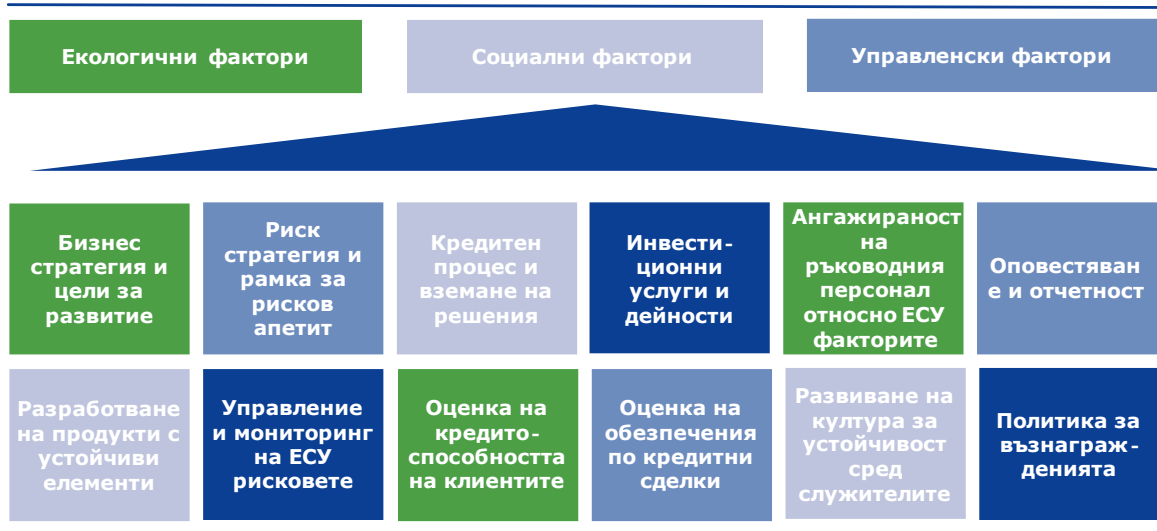 Екологични фактори
Социални фактори
Управленски фактори
Бизнес
стратегия и
цели за
развитие
Риск
стратегия и
рамка за
рисков
апетит
Кредитен
процес и
вземане на
решения
Инвести-
ционни
услуги и
дейности
Ангажираност
на
ръководния
персонал
относно ЕСУ
факторите
Оповестяван
е и отчетност
Разработване
на продукти с
устойчиви
елементи
Управление
и мониторинг
на ЕСУ
рисковете
Оценка на
кредито-
способността
на клиентите
Оценка на
обезпечения
по кредитни
сделки
Развиване на
култура за
устойчивост
сред
служителите
Политика за
възнаграж-
денията